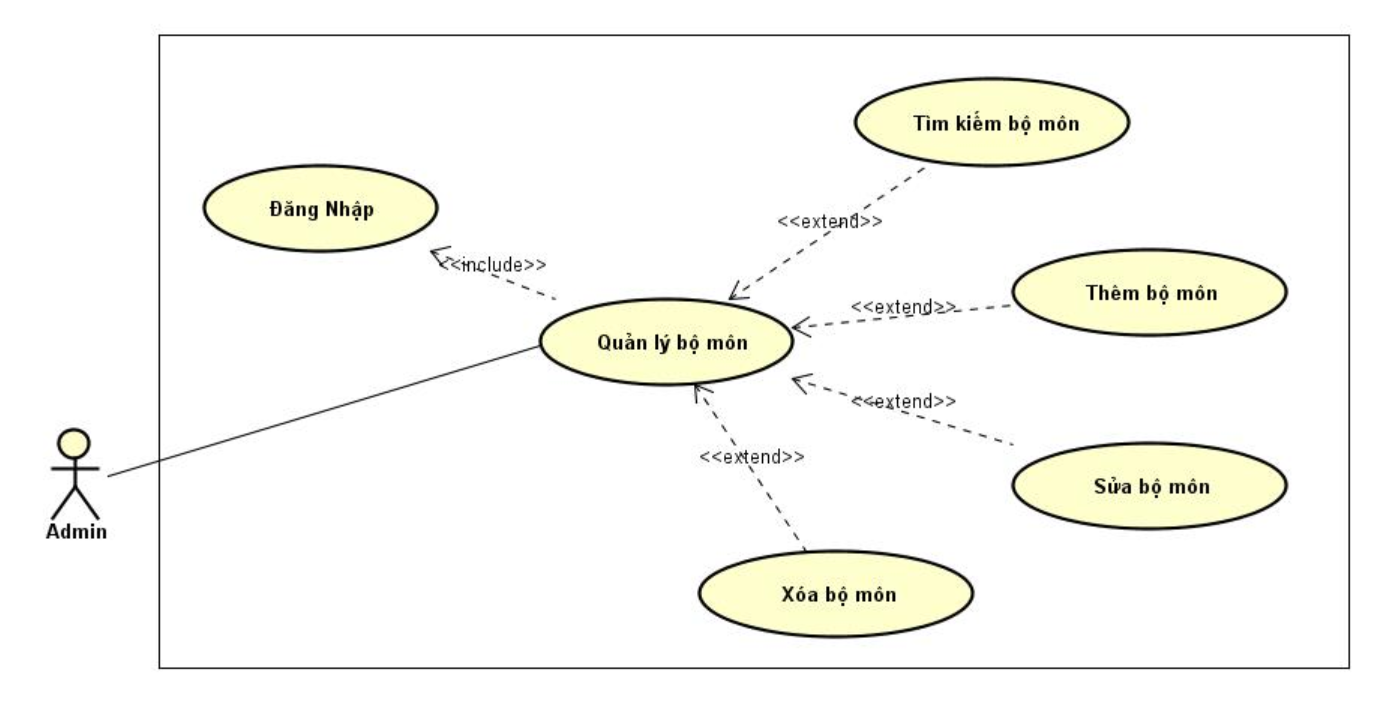 Tìm kiếm bộ môn
Đăng Nhập
<<extend>>
<<include>>
Thêm bộ môn
<<extend>>
Quản lý bộ môn
<<extend>>
<<extend>>
Sửa bộ môn
Admin
Xóa bộ môn